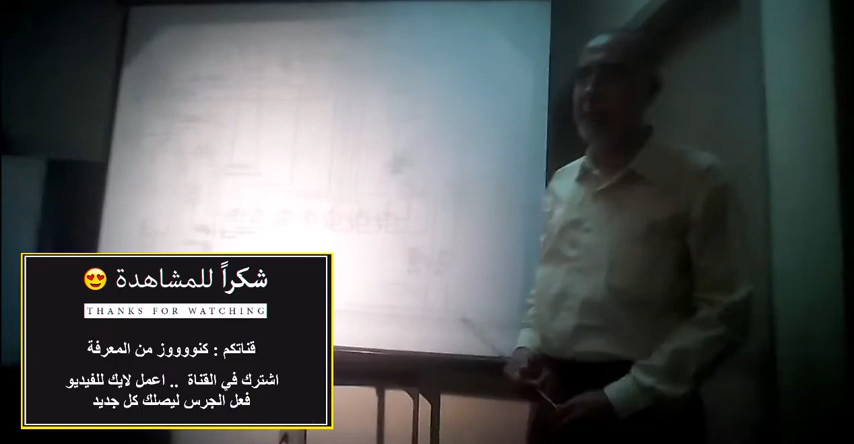 شكراً للمشاهدة 😍
THANKS FOR WATCHING
قناتكم : كنوووز من المعرفة
اشترك في القناة .. اعمل لايك للفيديو
فعل الجرس ليصلك كل جديد